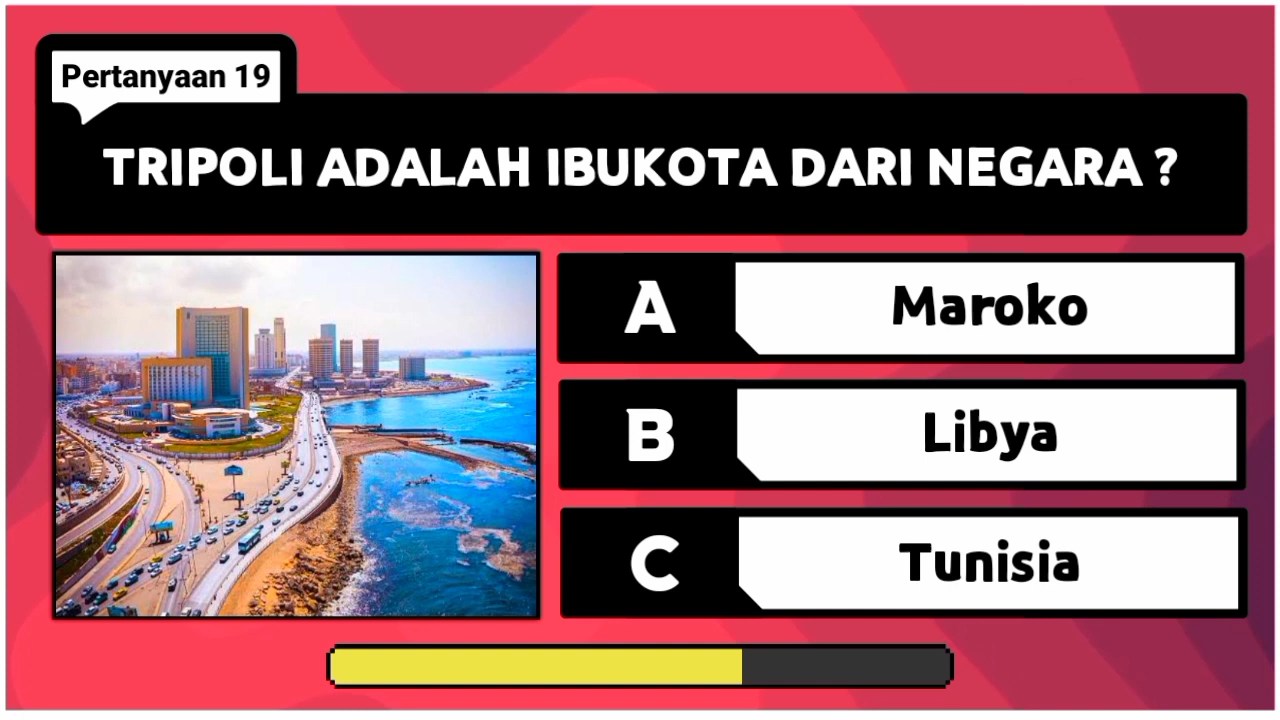 Pertanyaan 19
TRIPOLI ADALAH IBUKOTA DARI NEGARA ?
A Maroko
B Libya
C Tunisia